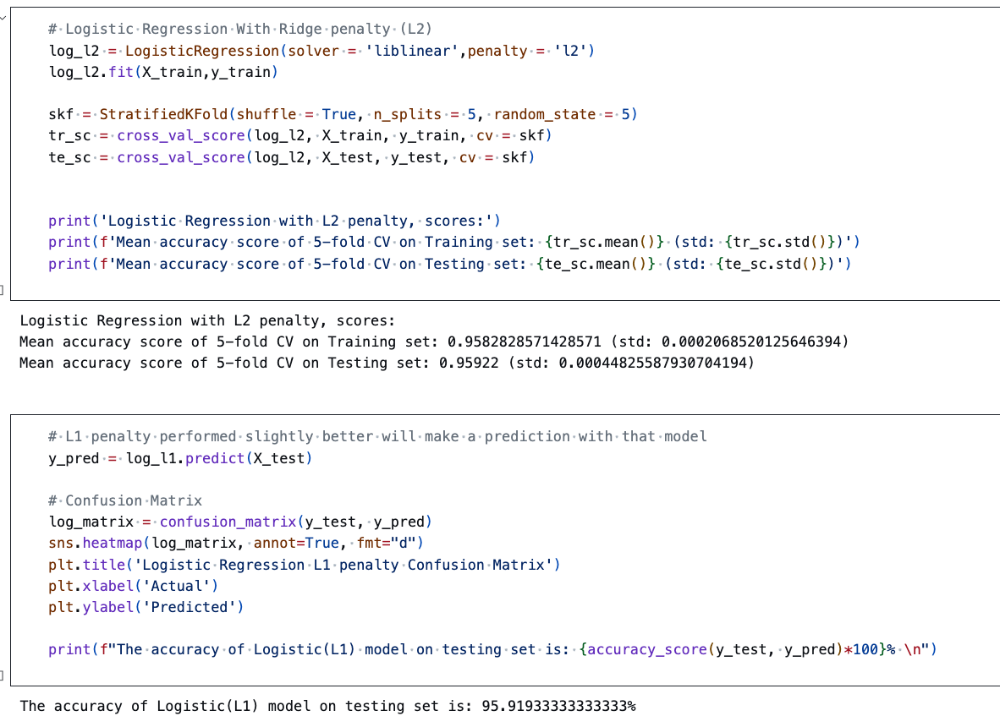 # Logistic Regression With Ridge penalty (L2)
log_l2 = LogisticRegression(solver = 'liblinear',penalty = 'l2')
log_l2.fit(X_train,y_train)
skf = StratifiedKFold(shuffle = True, n_splits = 5, random_state = 5)
tr_sc = cross_val_score(log_l2, X_train, y_train, cv = skf)
te_sc = cross_val_score(log_l2, X_test, y_test, cv = skf)
print('Logistic Regression with L2 penalty, scores:')
print(f'Mean accuracy score of 5-fold CV on Training set: {tr_sc.mean()} (std: {tr_sc.std()})')
print(f'Mean accuracy score of 5-fold CV on Testing set: {te_sc.mean()} (std: {te_sc.std()})')
Logistic Regression with L2 penalty, scores:
Mean accuracy score of 5-fold CV on Training set: 0.9582828571428571 (std: 0.0002068520125646394)
Mean accuracy score of 5-fold CV on Testing set: 0.95922 (std: 0.00044825587930704194)
# L1 penalty performed slightly better will make a prediction with that model
y_pred = log_l1.predict(X_test)
# Confusion Matrix
log_matrix = confusion_matrix(y_test, y_pred)
sns.heatmap(log_matrix, annot=True, fmt="d")
plt.title('Logistic Regression L1 penalty Confusion Matrix')
plt.xlabel('Actual')
plt.ylabel('Predicted')
print(f"The accuracy of Logistic(L1) model on testing set is: {accuracy_score(y_test, y_pred)*100}% \n")
The accuracy of Logistic(L1) model on testing set is: 95.91933333333333%